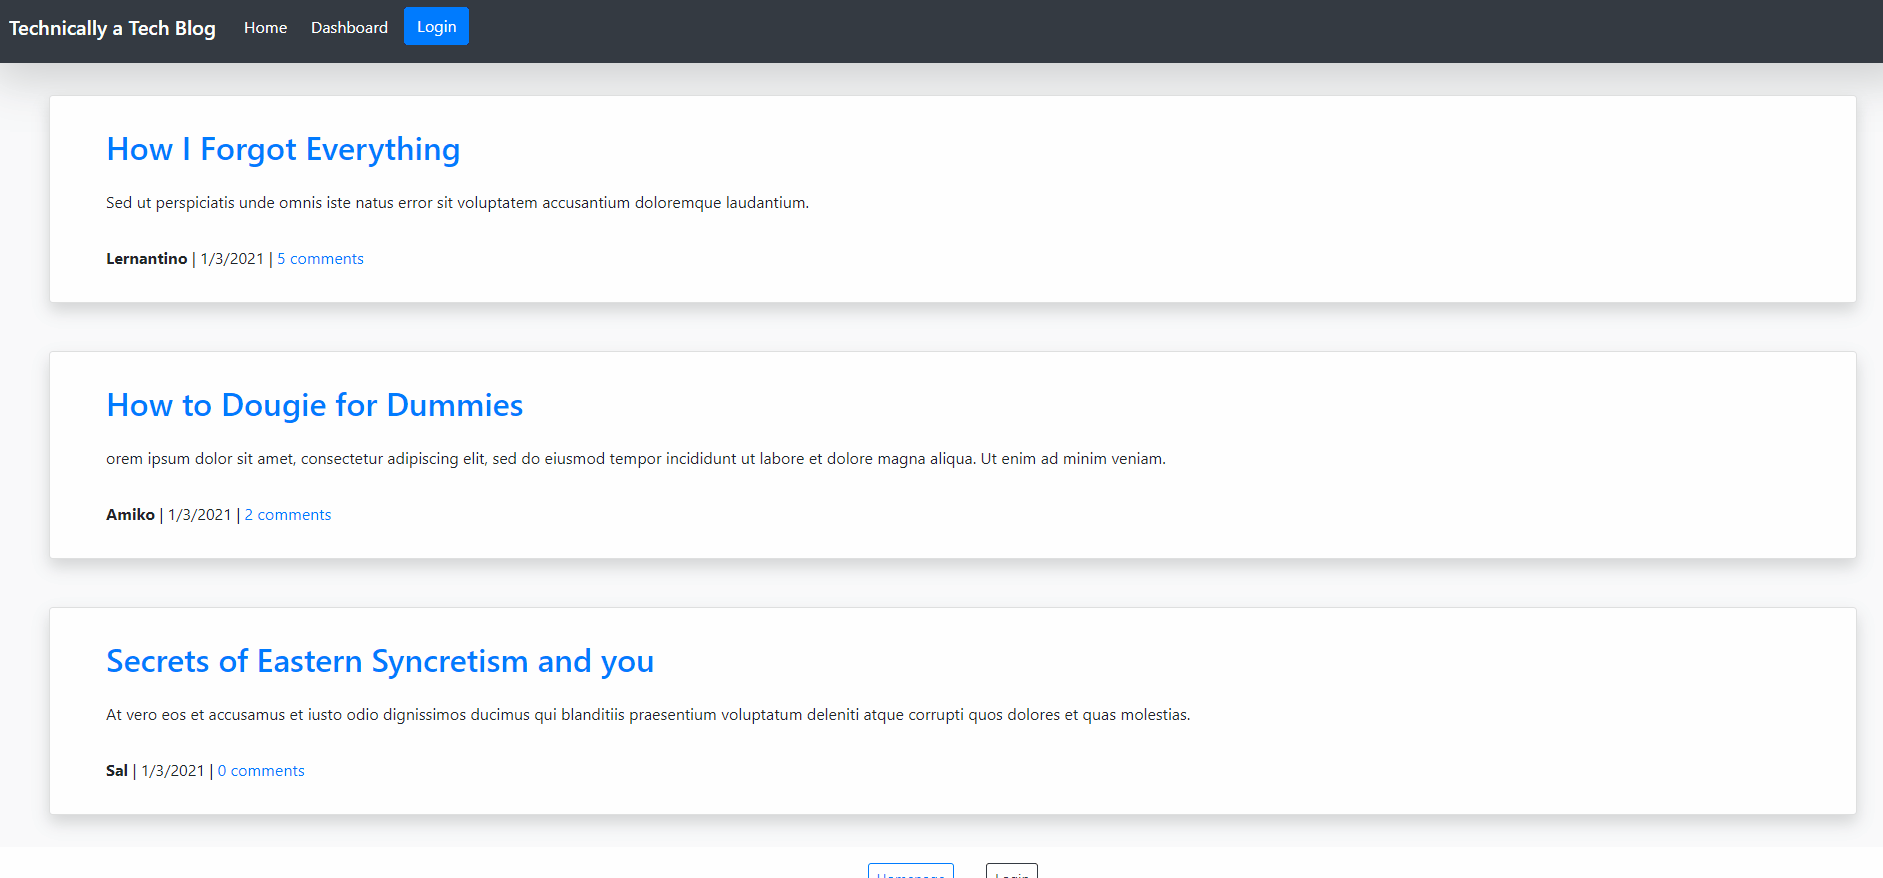 Technically a Tech Blog Home Dashboard Login
How I Forgot Everything
Sed ut perspiciatis unde omnis iste natus error sit voluptatem accusantium doloremque laudantium.
Lernantino | 1/3/2021 | 5 comments
How to Dougie for Dummies
orem ipsum dolor sit amet, consectetur adipiscing elit, sed do eiusmod tempor incididunt ut labore et dolore magna aliqua. Ut enim ad minim veniam.
Amiko | 1/3/2021 | 2 comments
Secrets of Eastern Syncretism and you
At vero eos et accusamus et iusto odio dignissimos ducimus qui blanditiis praesentium voluptatum deleniti atque corrupti quos dolores et quas molestias.
Sal | 1/3/2021 | 0 comments
Homepage Login